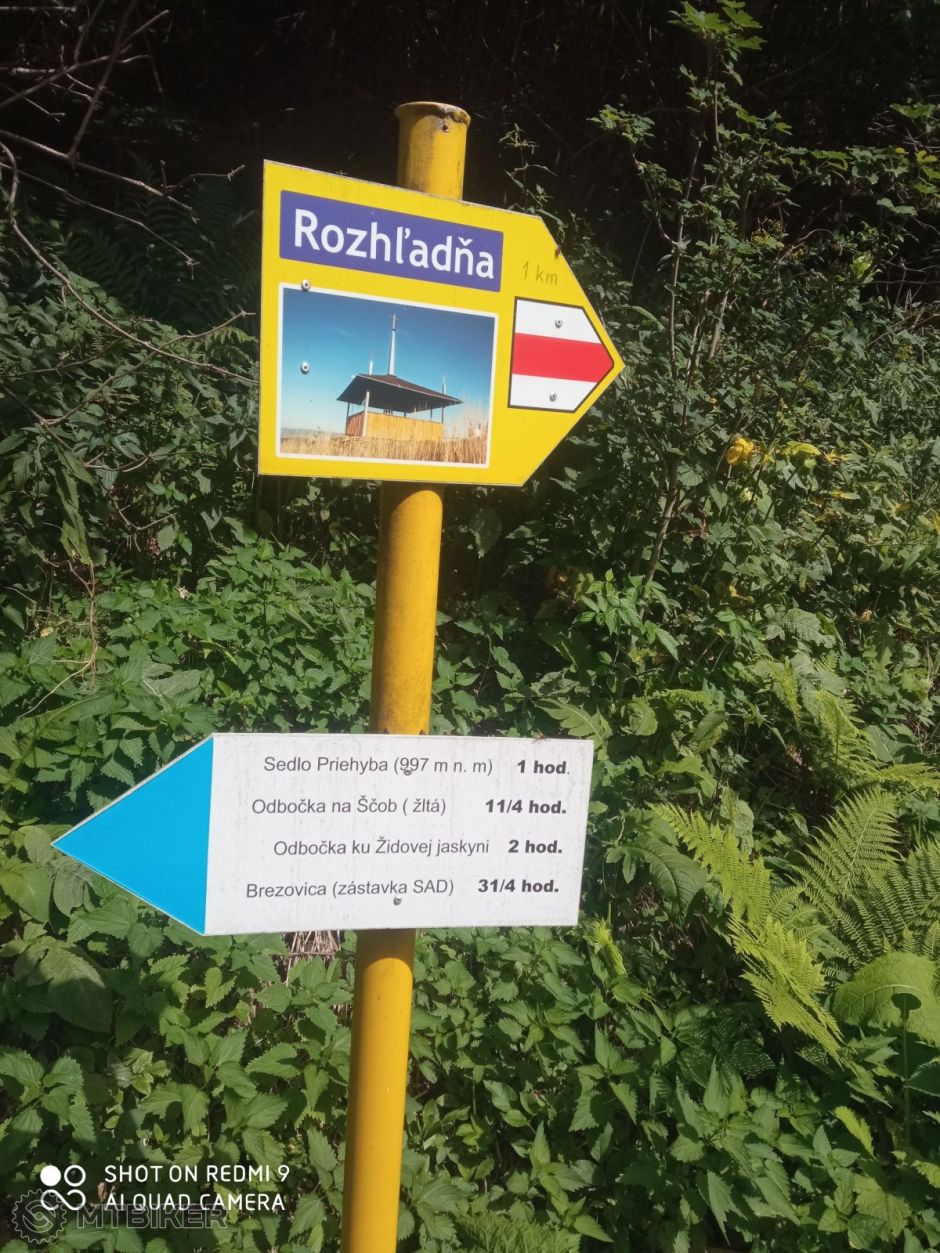 Rozhľadňa
1 km
Sedlo Priehyba (997 m n. m) 1 hod.
Odbočka na Ščob ( žltá) 11/4 hod.
Odbočka ku Židovej jaskyni 2 hod.
Brezovica (zástavka SAD) 31/4 hod.
SHOT ON REDMI 9
AI QUAD CAMERA
MTBIKER